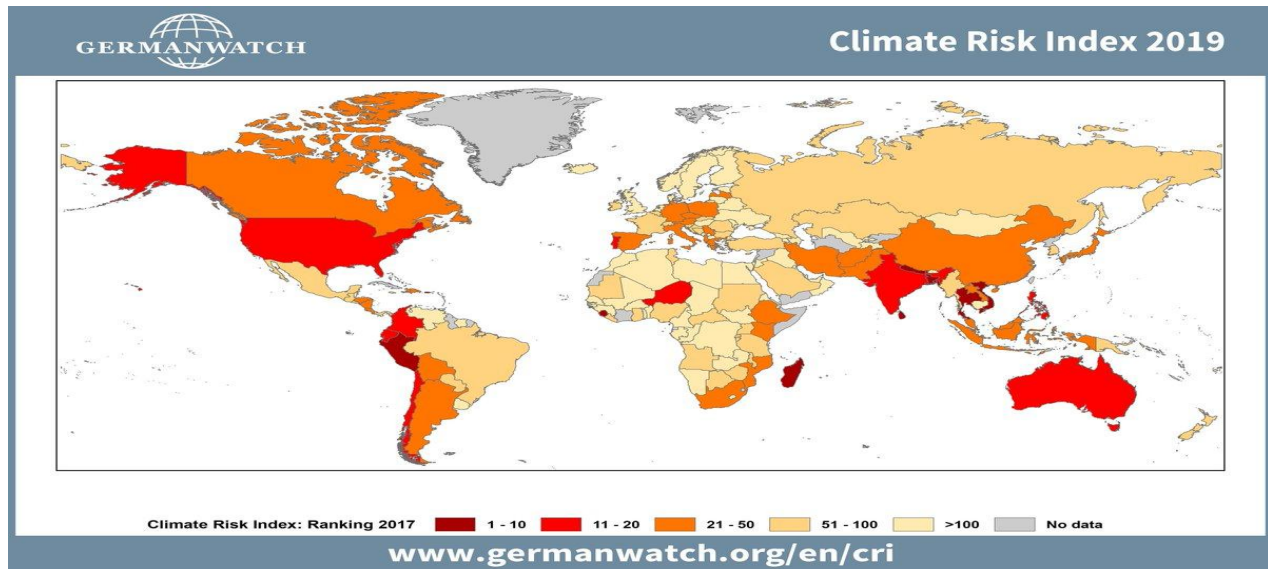 GERMANWATCH
Climate Risk Index 2019
Climate Risk Index: Ranking 2017 1 - 10 11 - 20 21 - 50 51 - 100 >100 No data
www.germanwatch.org/en/cri